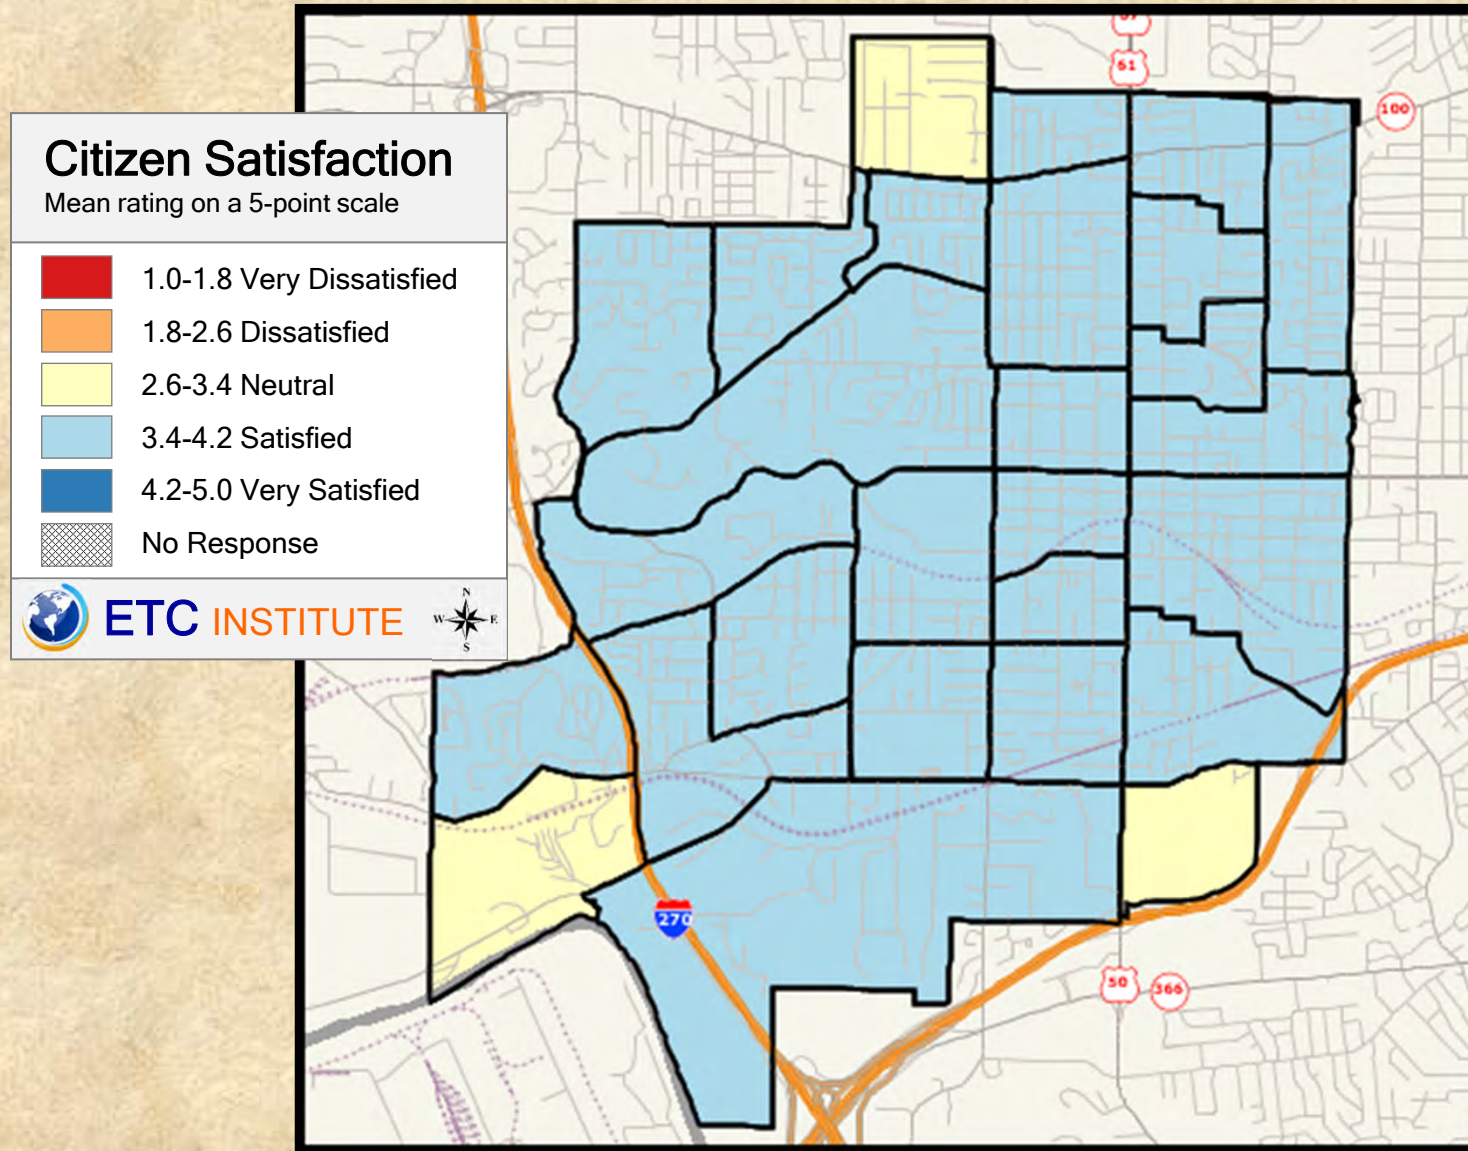 61
100
Citizen Satisfaction
Mean rating on a 5-point scale
1.0-1.8 Very Dissatisfied
1.8-2.6 Dissatisfied
2.6-3.4 Neutral
3.4-4.2 Satisfied
4.2-5.0 Very Satisfied
No Response
ETC INSTITUTE
N
W E
S
270
50
366